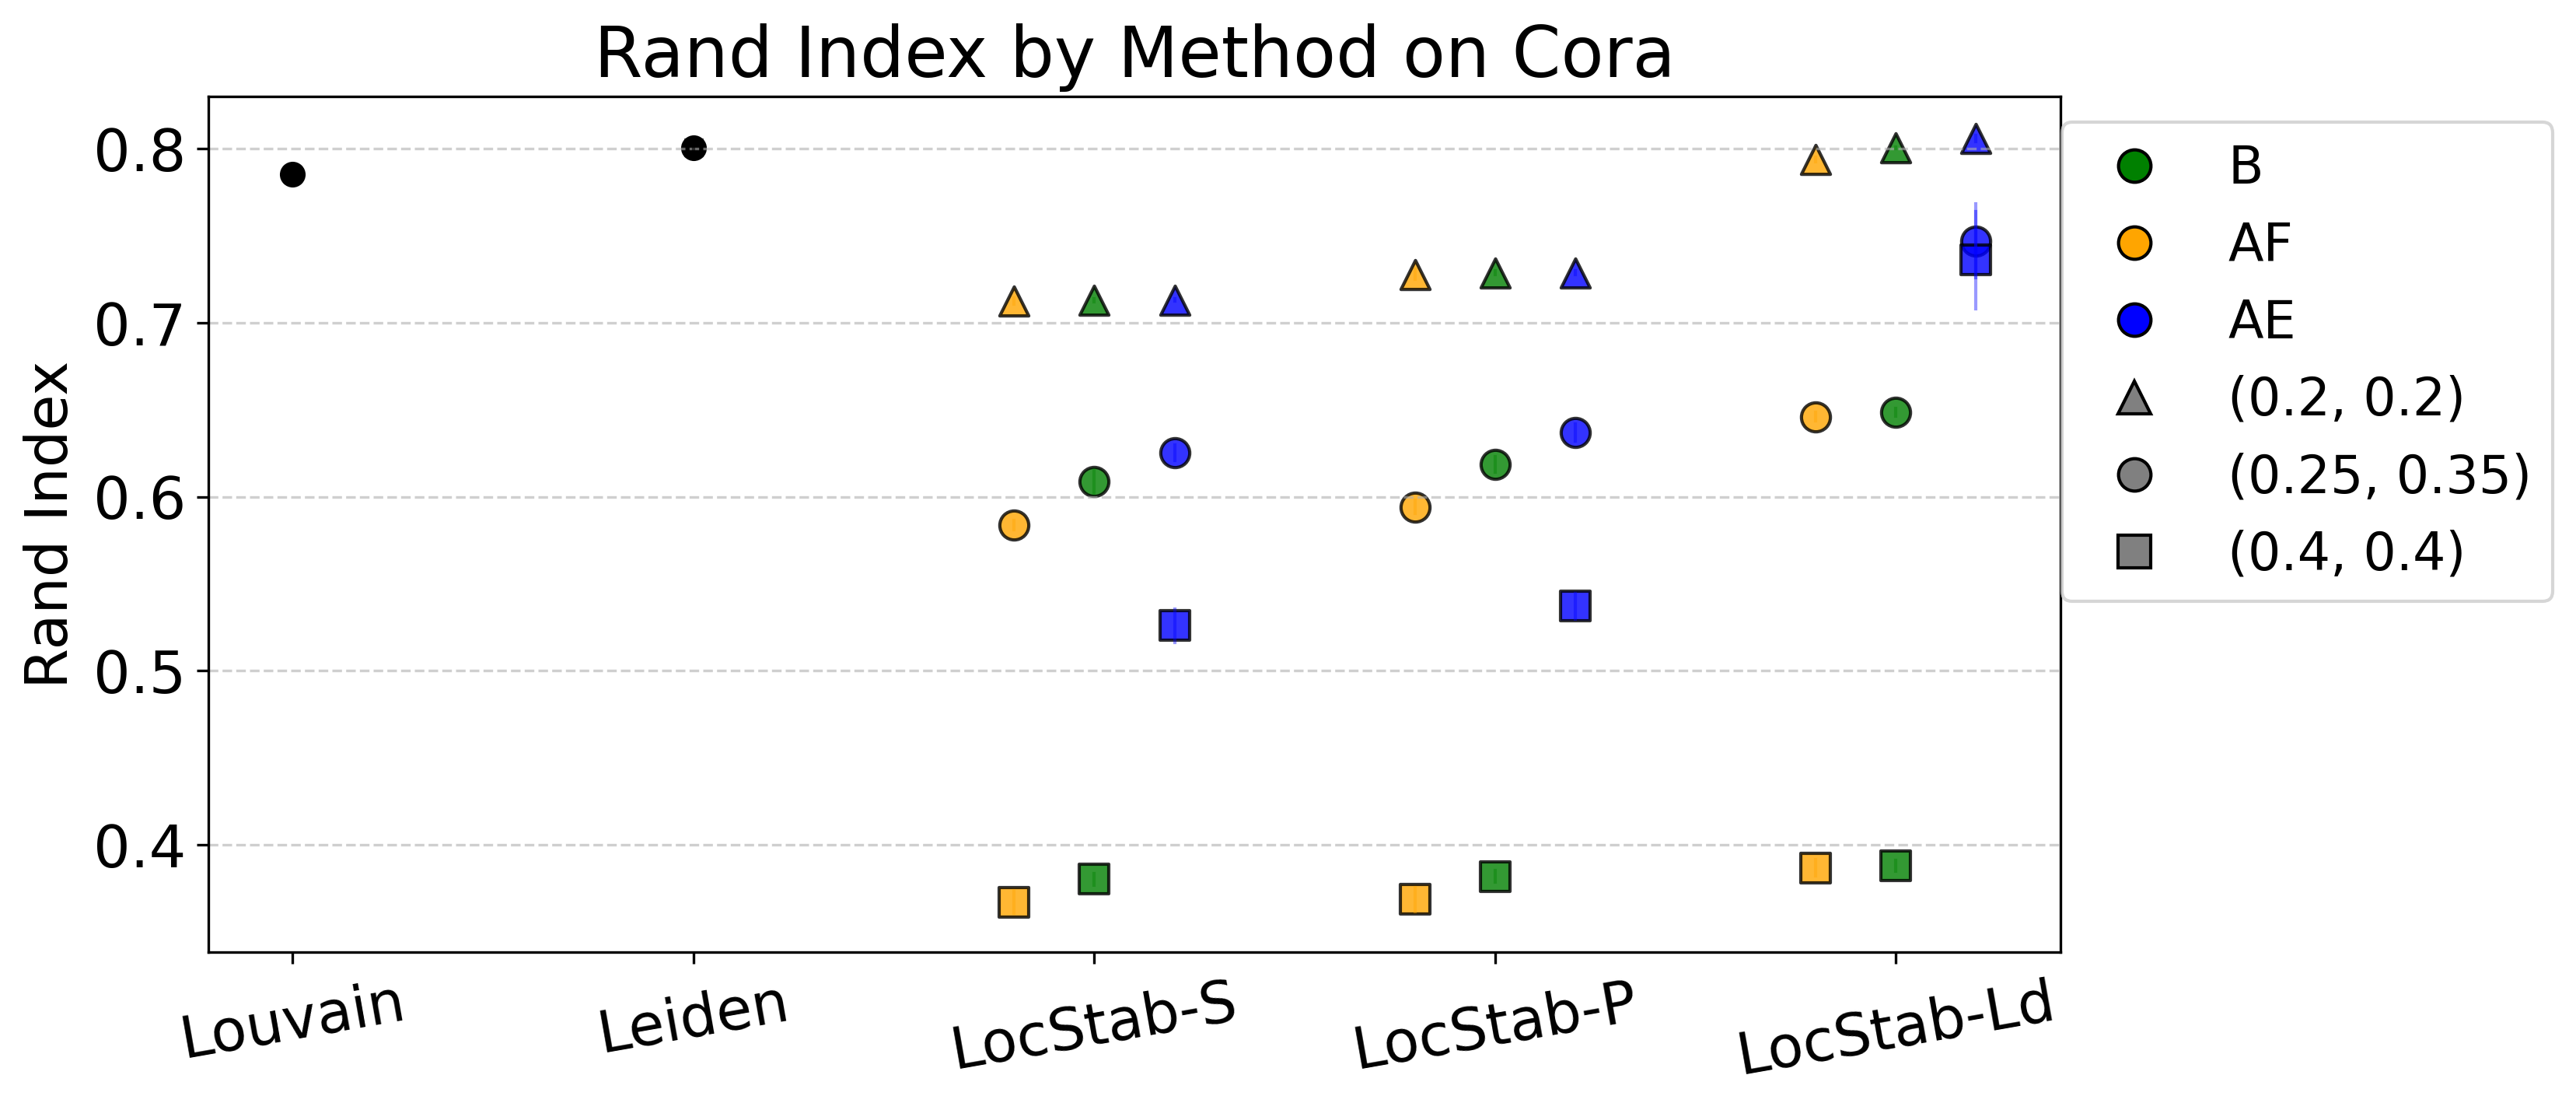 Rand Index by Method on Cora
Rand Index
0.8
0.7
0.6
0.5
0.4
Louvain
Leiden
LocStab-S
LocStab-P
LocStab-Ld
B
AF
AE
(0.2, 0.2)
(0.25, 0.35)
(0.4, 0.4)